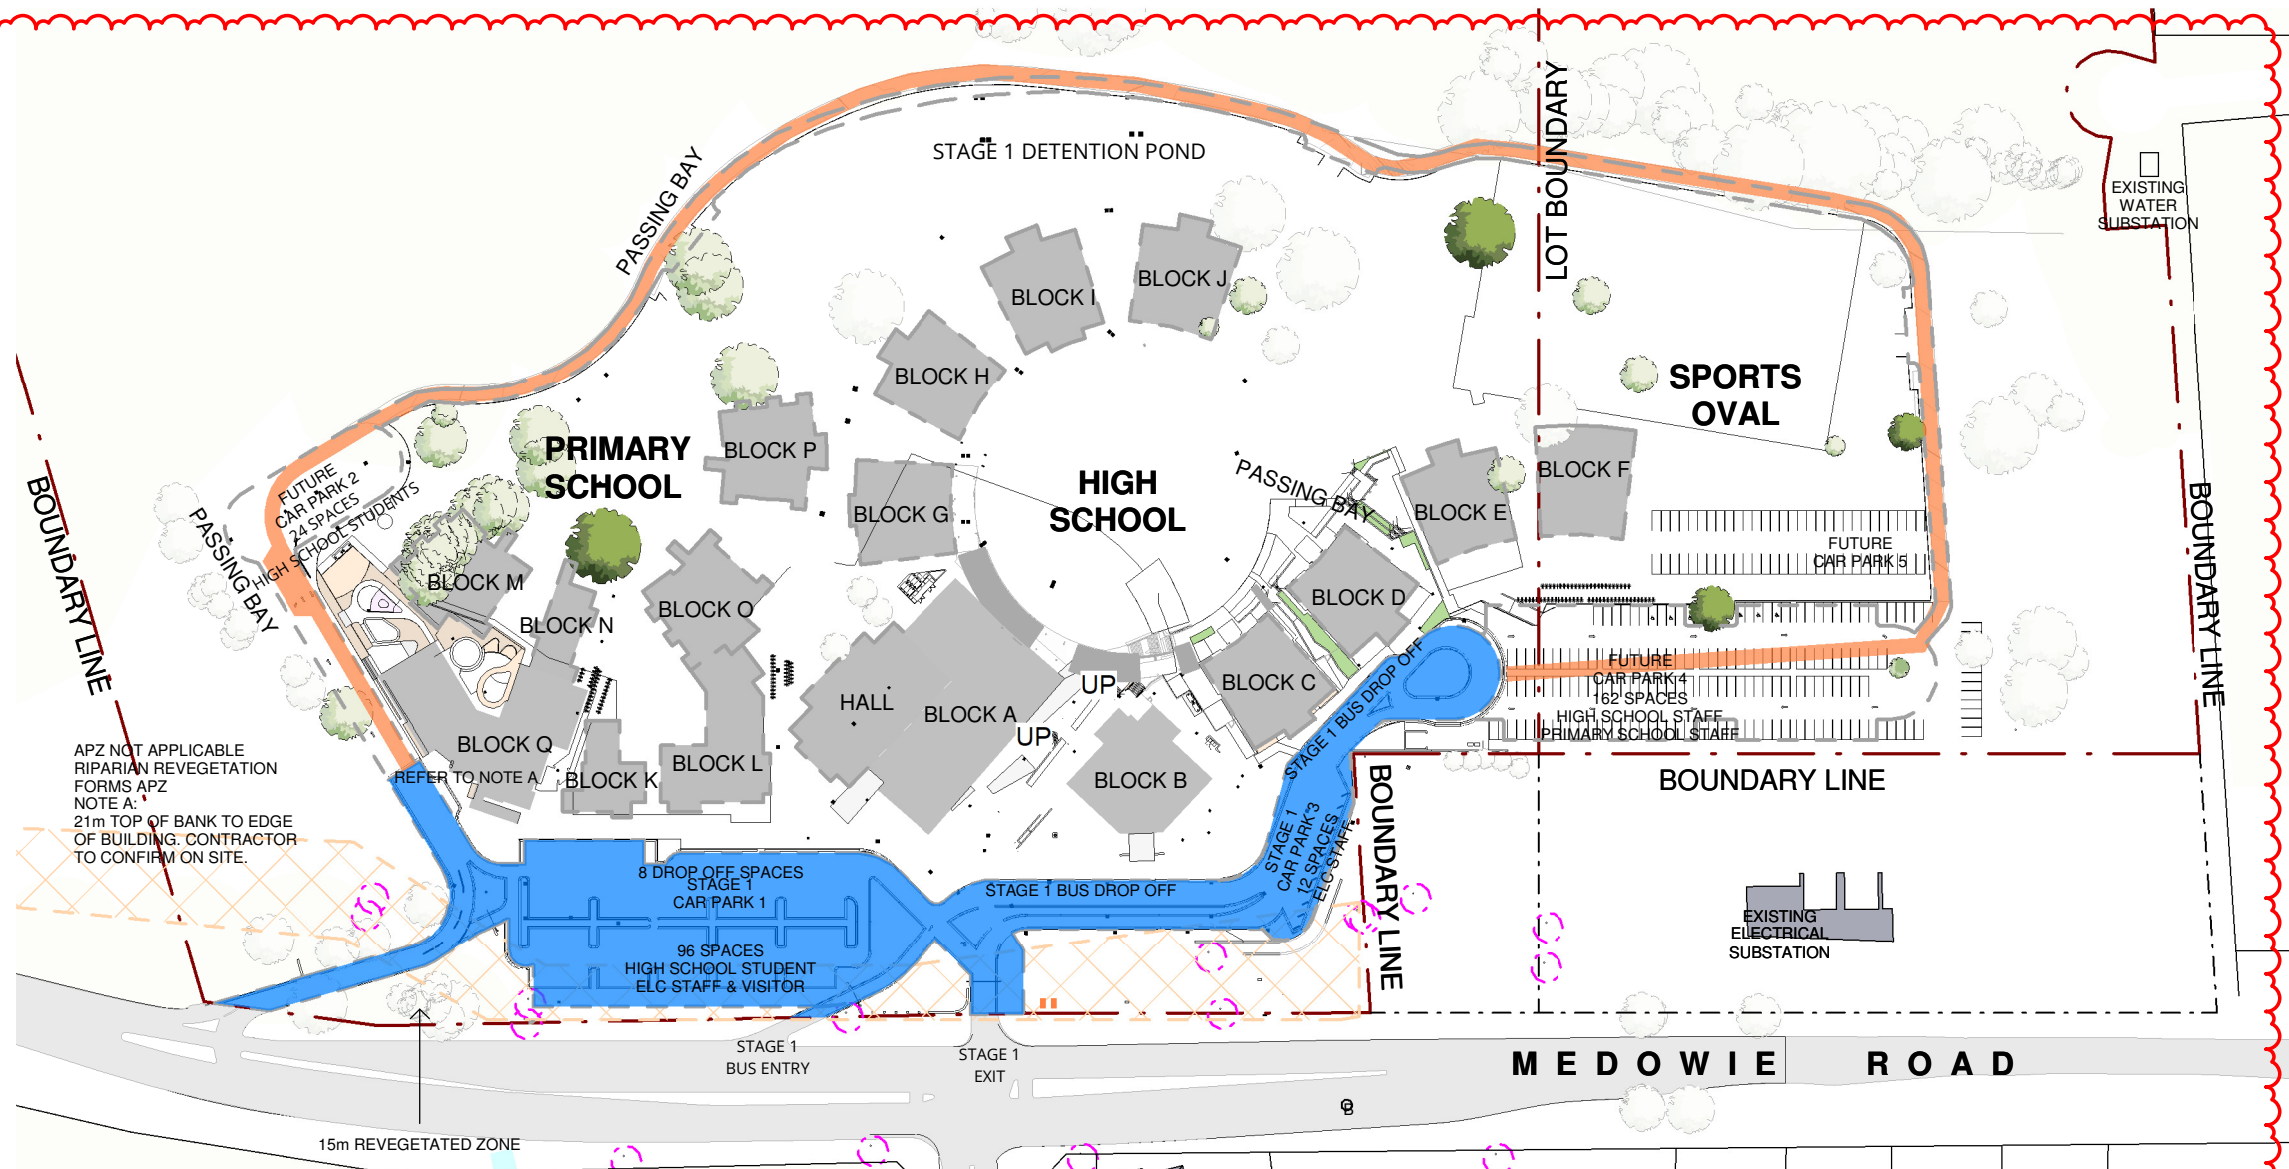 LOT BOUNDARY
STAGE 1 DETENTION POND
PASSING BAY
EXISTING
WATER
SUBSTATION
BLOCK J
BLOCK I
BLOCK H
SPORTS
OVAL
PRIMARY
SCHOOL
BLOCK P
HIGH
SCHOOL
PASSING BAY
BLOCK F
BLOCK E
BLOCK G
FUTURE
CAR PARK 2
24 SPACES
HIGH SCHOOL STUDENTS
PASSING BAY
BOUNDARY LINE
BOUNDARY LINE
FUTURE
CAR PARK 5
BLOCK M
BLOCK N
BLOCK O
BLOCK D
BLOCK C
FUTURE
CAR PARK 4
162 SPACES
HIGH SCHOOL STAFF
PRIMARY SCHOOL STAFF
UP
UP
HALL
BLOCK A
STAGE 1 BUS DROP OFF
BLOCK Q
REFER TO NOTE A
BLOCK K
BLOCK L
BLOCK B
BOUNDARY LINE
BOUNDARY LINE
APZ NOT APPLICABLE
RIPARIAN REVEGETATION
FORMS APZ
NOTE A:
21m TOP OF BANK TO EDGE
OF BUILDING. CONTRACTOR
TO CONFIRM ON SITE.
STAGE 1
CAR PARK 3
12 SPACES
ELC STAFF
8 DROP OFF SPACES
STAGE 1
CAR PARK 1
STAGE 1 BUS DROP OFF
96 SPACES
HIGH SCHOOL STUDENT
ELC STAFF & VISITOR
EXISTING
ELECTRICAL
SUBSTATION
STAGE 1
BUS ENTRY
STAGE 1
EXIT
MEDOWIE ROAD
15m REVEGETATED ZONE